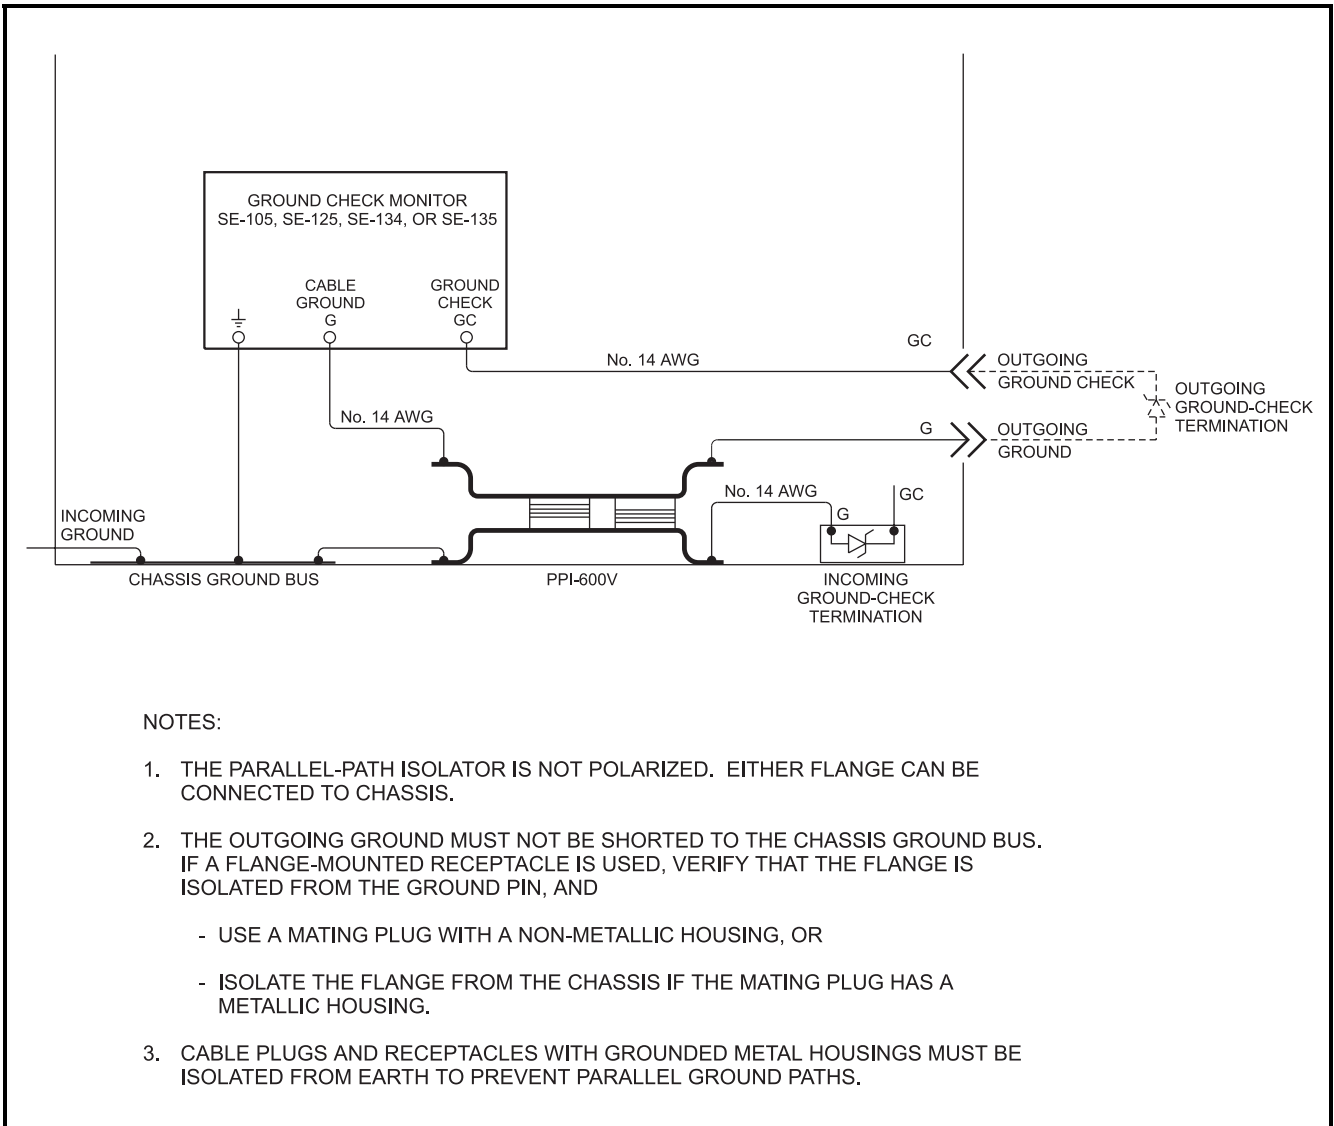 GROUND CHECK MONITOR
SE-105, SE-125, SE-134, OR SE-135
CABLE
GROUND
G
GROUND
CHECK
GC
No. 14 AWG
GC
OUTGOING
GROUND CHECK
OUTGOING
GROUND-CHECK
TERMINATION
No. 14 AWG
G
OUTGOING
GROUND
No. 14 AWG
GC
G
INCOMING
GROUND
CHASSIS GROUND BUS
PPI-600V
INCOMING
GROUND-CHECK
TERMINATION
NOTES:
1. THE PARALLEL-PATH ISOLATOR IS NOT POLARIZED. EITHER FLANGE CAN BE
CONNECTED TO CHASSIS.
2. THE OUTGOING GROUND MUST NOT BE SHORTED TO THE CHASSIS GROUND BUS.
IF A FLANGE-MOUNTED RECEPTACLE IS USED, VERIFY THAT THE FLANGE IS
ISOLATED FROM THE GROUND PIN, AND
- USE A MATING PLUG WITH A NON-METALLIC HOUSING, OR
- ISOLATE THE FLANGE FROM THE CHASSIS IF THE MATING PLUG HAS A
METALLIC HOUSING.
3. CABLE PLUGS AND RECEPTACLES WITH GROUNDED METAL HOUSINGS MUST BE
ISOLATED FROM EARTH TO PREVENT PARALLEL GROUND PATHS.